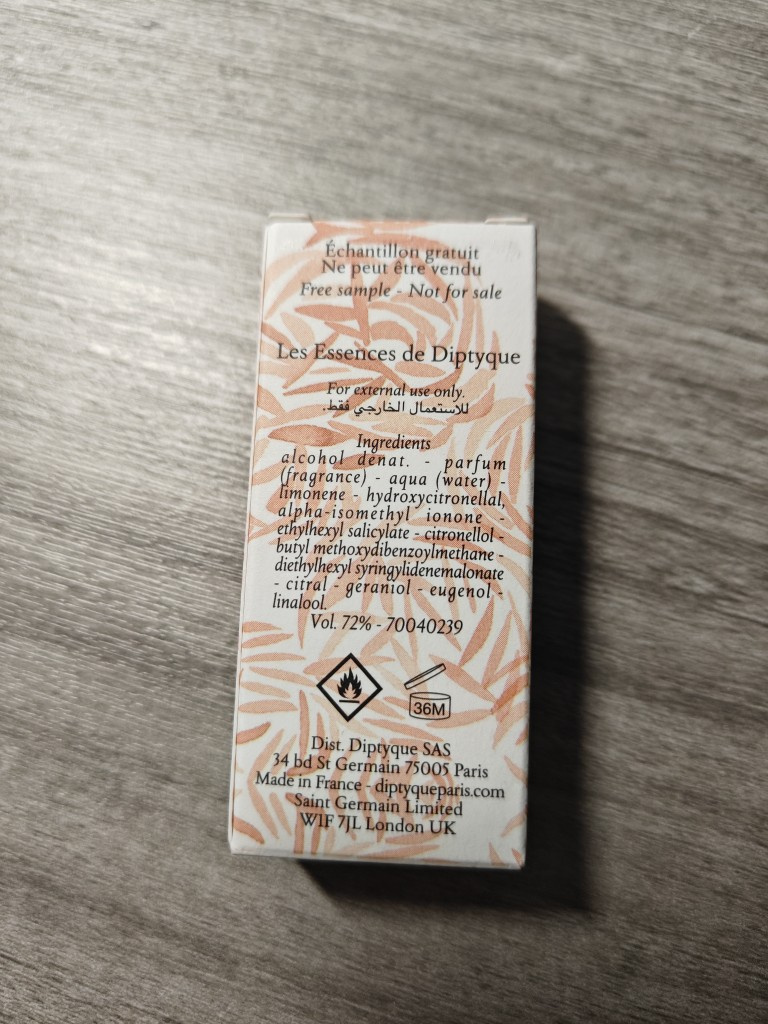 Échantillon gratuit
Ne peut être vendu
Free sample - Not for sale
Les Essences de Diptyque
For external use only.
للاستعمال الخارجي فقط.
Ingredients
alcohol denat. - parfum
(fragrance) - aqua (water) -
limonene - hydroxycitronellal,
alpha-isomethyl ionone -
ethylhexyl salicylate - citronellol -
butyl methoxydibenzoylmethane -
diethylhexyl syringylidenemalonate
- citral - geraniol - eugenol -
linalool.
Vol. 72% - 70040239
36M
Dist. Diptyque SAS
34 bd St Germain 75005 Paris
Made in France - diptyqueparis.com
Saint Germain Limited
W1F 7JL London UK